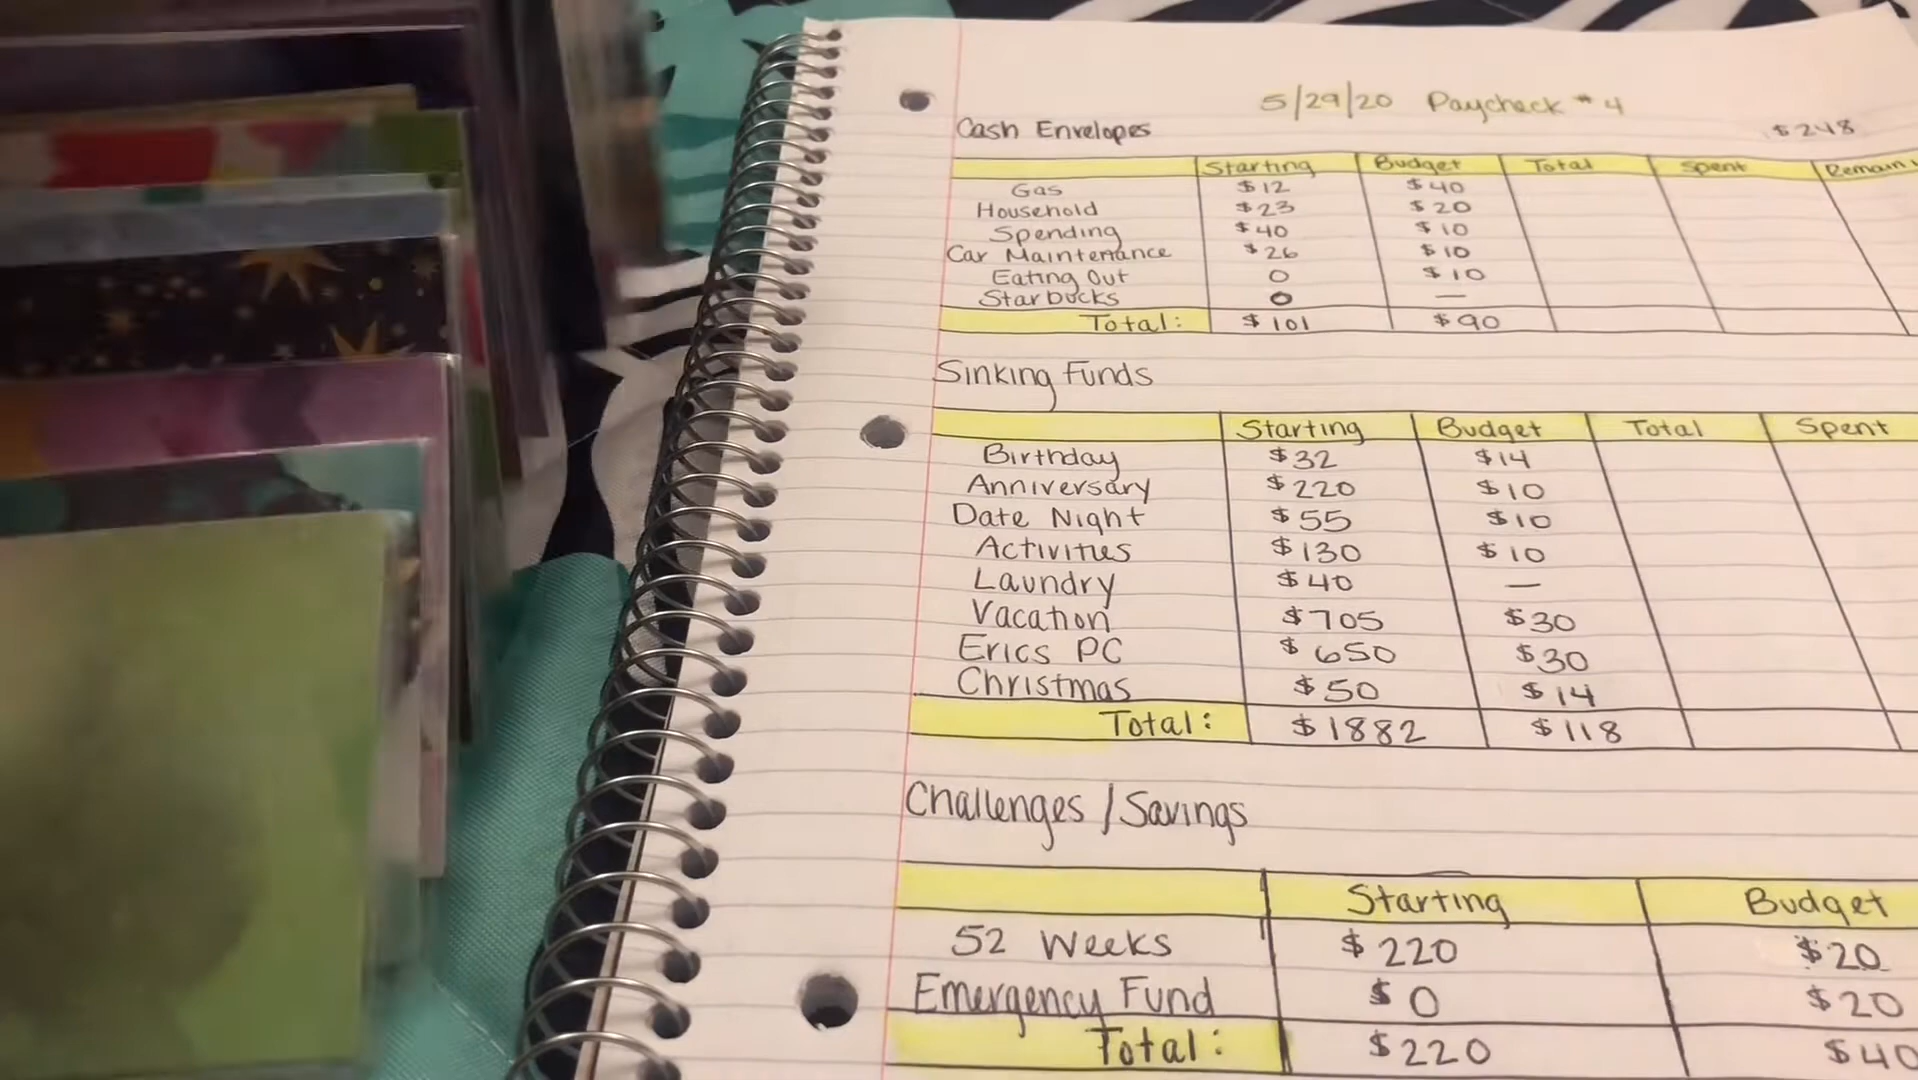 5/29/20 Paycheck #4
Cash Envelopes $248
Starting Budget Total Spent Remain
Gas $12 $40
Household $23 $20
Spending $40 $10
Car Maintenance $26 $10
Eating Out 0 $10
Starbucks 0 —
Total: $101 $90
Sinking Funds
Starting Budget Total Spent
Birthday $32 $14
Anniversary $220 $10
Date Night $55 $10
Activities $130 $10
Laundry $40 —
Vacation $705 $30
Erics PC $650 $30
Christmas $50 $14
Total: $1882 $118
Challenges / Savings
Starting Budget
52 Weeks $220 $20
Emergency Fund $0 $20
Total: $220 $40